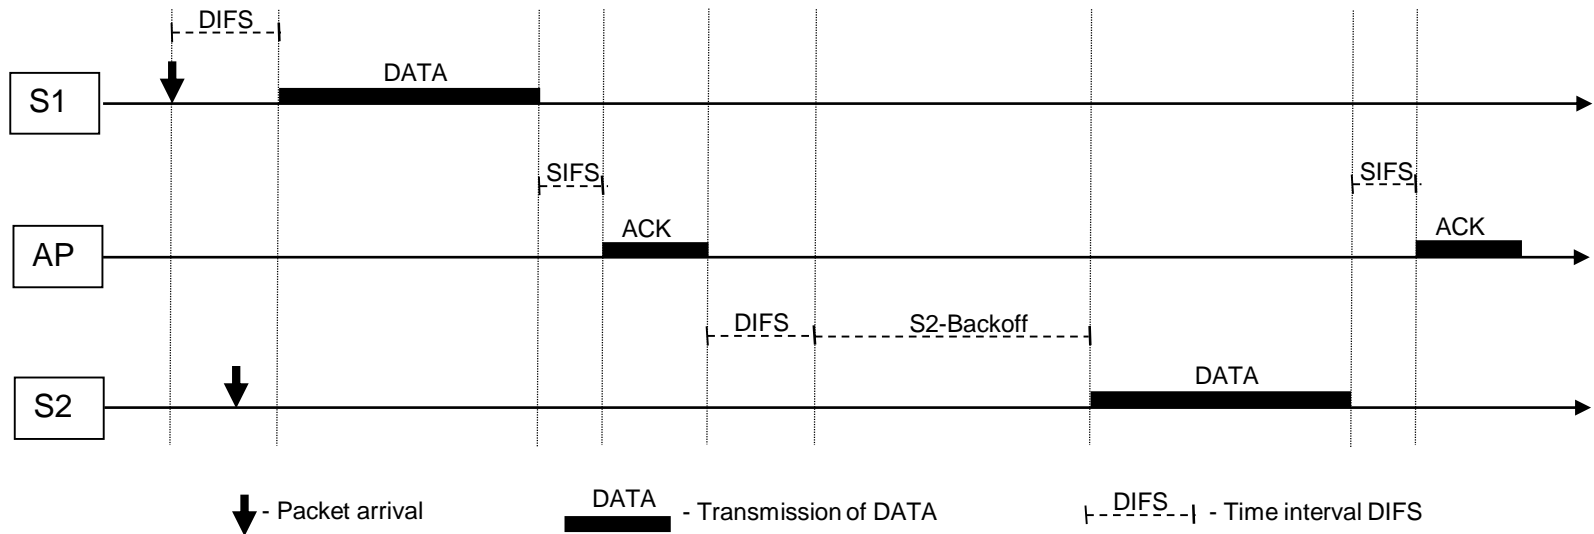 DIFS
DATA
S1
SIFS
SIFS
ACK
ACK
AP
DIFS
S2-Backoff
DATA
S2
- Packet arrival
DATA
- Transmission of DATA
DIFS
- Time interval DIFS